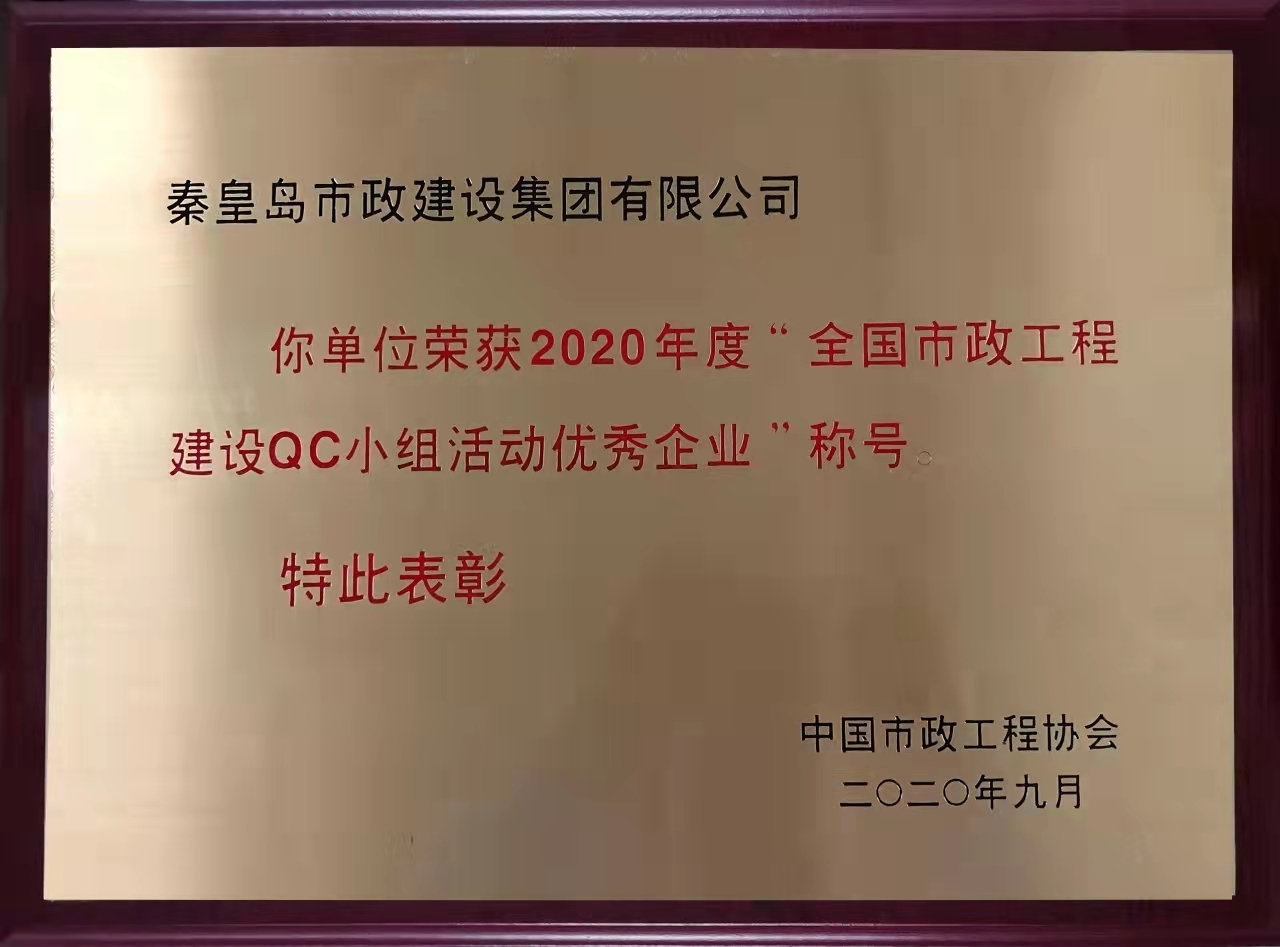 秦皇岛市政建设集团有限公司
你单位荣获2020年度“全国市政工程
建设QC小组活动优秀企业”称号。
特此表彰
中国市政工程协会
二〇二〇年九月